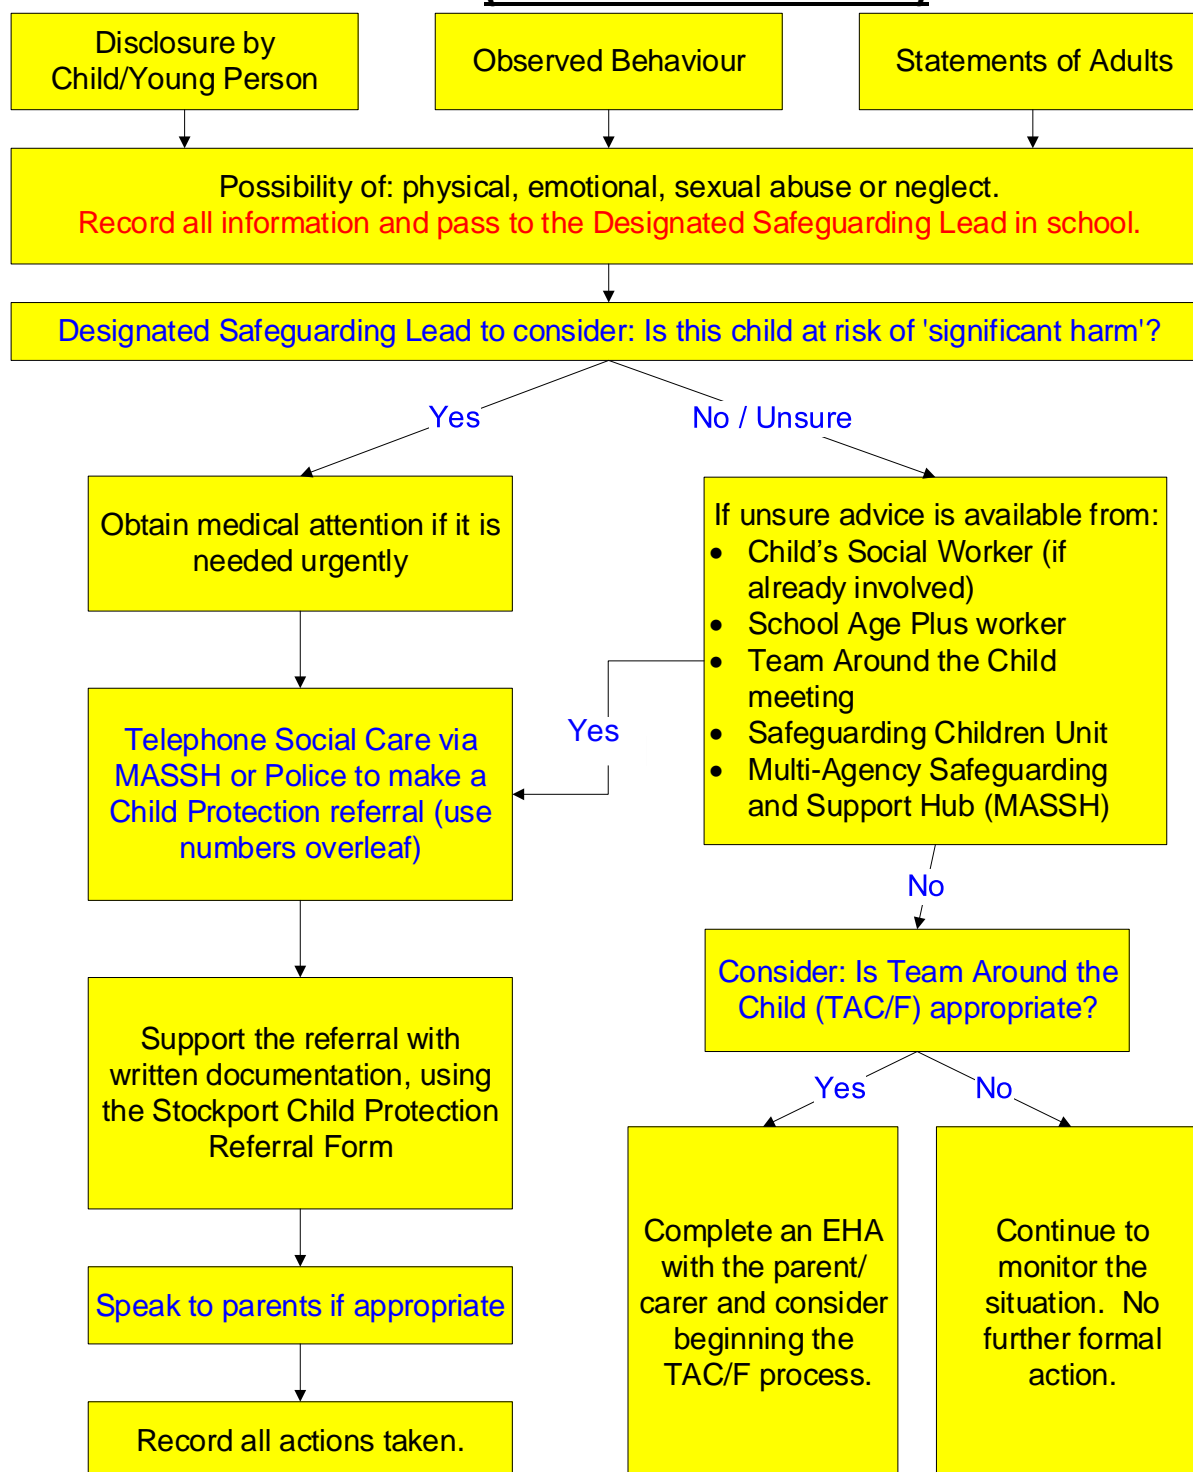 Disclosure by
Child/Young Person
Observed Behaviour
Statements of Adults
Possibility of: physical, emotional, sexual abuse or neglect.
Record all information and pass to the Designated Safeguarding Lead in school.
Designated Safeguarding Lead to consider: Is this child at risk of 'significant harm'?
Yes
No / Unsure
Obtain medical attention if it is
needed urgently
If unsure advice is available from:
• Child’s Social Worker (if
already involved)
• School Age Plus worker
• Team Around the Child
meeting
• Safeguarding Children Unit
• Multi-Agency Safeguarding
and Support Hub (MASSH)
Yes
Telephone Social Care via
MASSH or Police to make a
Child Protection referral (use
numbers overleaf)
No
Consider: Is Team Around the
Child (TAC/F) appropriate?
Support the referral with
written documentation, using
the Stockport Child Protection
Referral Form
Yes
No
Complete an EHA
with the parent/
carer and consider
beginning the
TAC/F process.
Continue to
monitor the
situation.  No
further formal
action.
Speak to parents if appropriate
Record all actions taken.